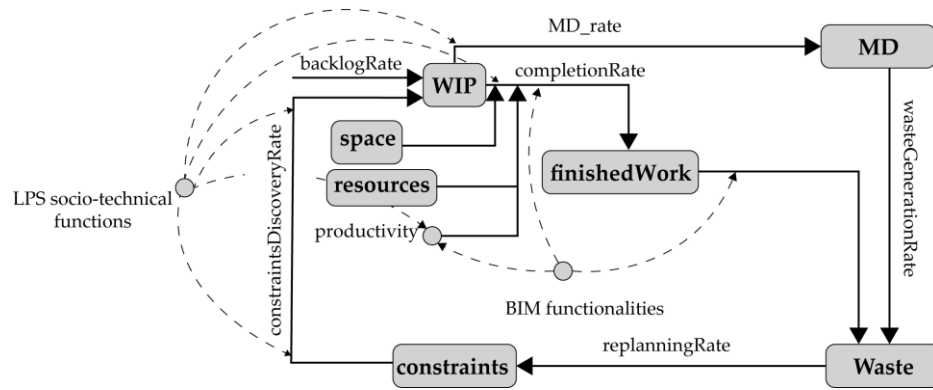 MD_rate
MD
backlogRate
WIP
completionRate
space
finishedWork
resources
LPS socio-technical
functions
productivity
constraintsDiscoveryRate
wasteGenerationRate
BIM functionalities
replanningRate
constraints
Waste